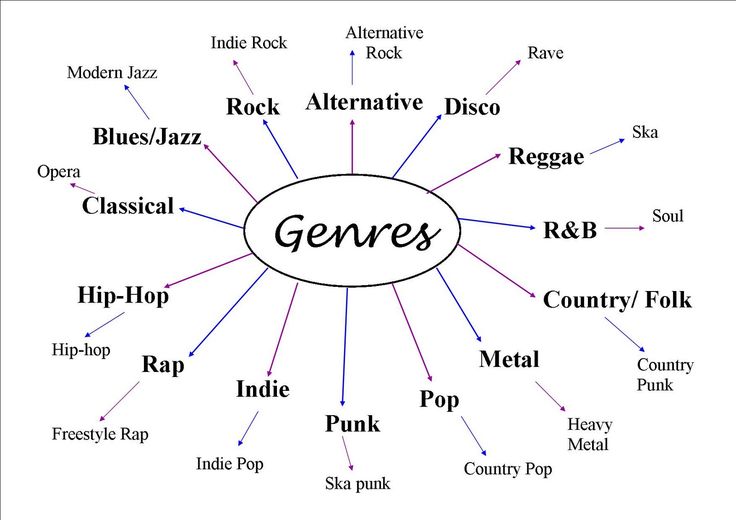 Alternative
Rock
Indie Rock
Rave
Modern Jazz
Rock
Alternative
Disco
Blues/Jazz
Ska
Reggae
Opera
Classical
Soul
R&B
Genres
Hip-Hop
Country/ Folk
Hip-hop
Rap
Metal
Country
Punk
Indie
Pop
Punk
Freestyle Rap
Heavy
Metal
Indie Pop
Country Pop
Ska punk